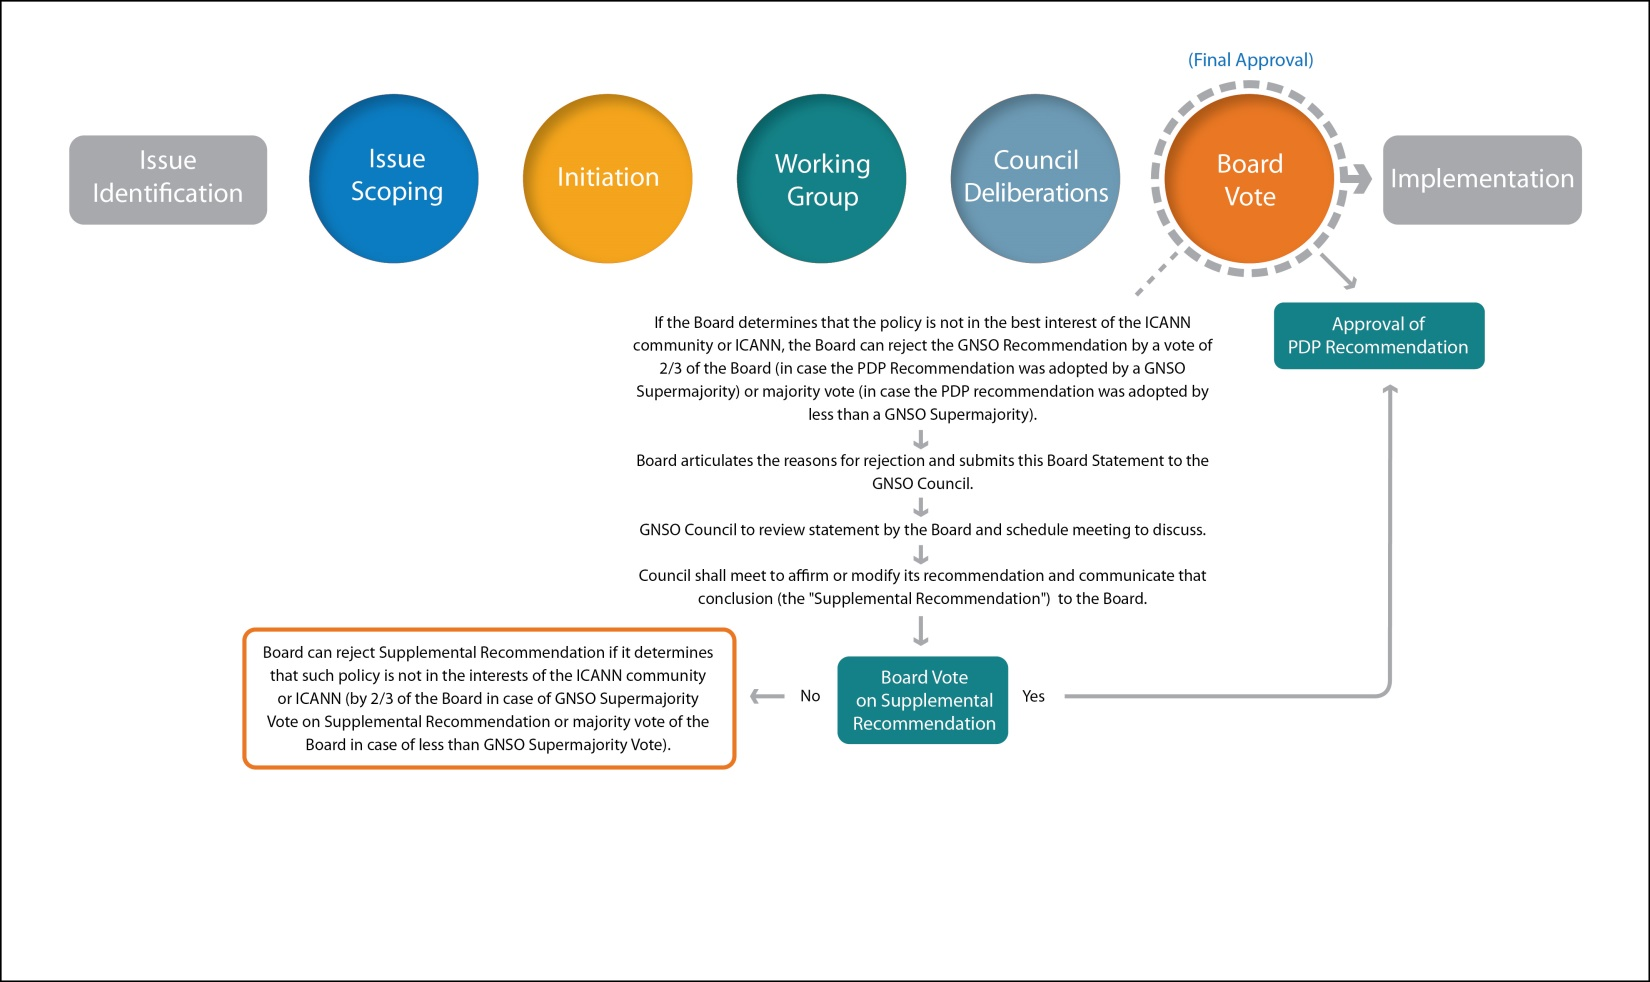 (Final Approval)
Issue
Identification
Issue
Scoping
Initiation
Working
Group
Council
Deliberations
Board
Vote
Implementation
If the Board determines that the policy is not in the best interest of the ICANN
community or ICANN, the Board can reject the GNSO Recommendation by a vote of
2/3 of the Board (in case the PDP Recommendation was adopted by a GNSO
Supermajority) or majority vote (in case the PDP recommendation was adopted by
less than a GNSO Supermajority).
Approval of
PDP Recommendation
Board articulates the reasons for rejection and submits this Board Statement to the
GNSO Council.
GNSO Council to review statement by the Board and schedule meeting to discuss.
Council shall meet to affirm or modify its recommendation and communicate that
conclusion (the "Supplemental Recommendation") to the Board.
Board can reject Supplemental Recommendation if it determines
that such policy is not in the interests of the ICANN community
or ICANN (by 2/3 of the Board in case of GNSO Supermajority
Vote on Supplemental Recommendation or majority vote of the
Board in case of less than GNSO Supermajority Vote).
No
Board Vote
on Supplemental
Recommendation
Yes